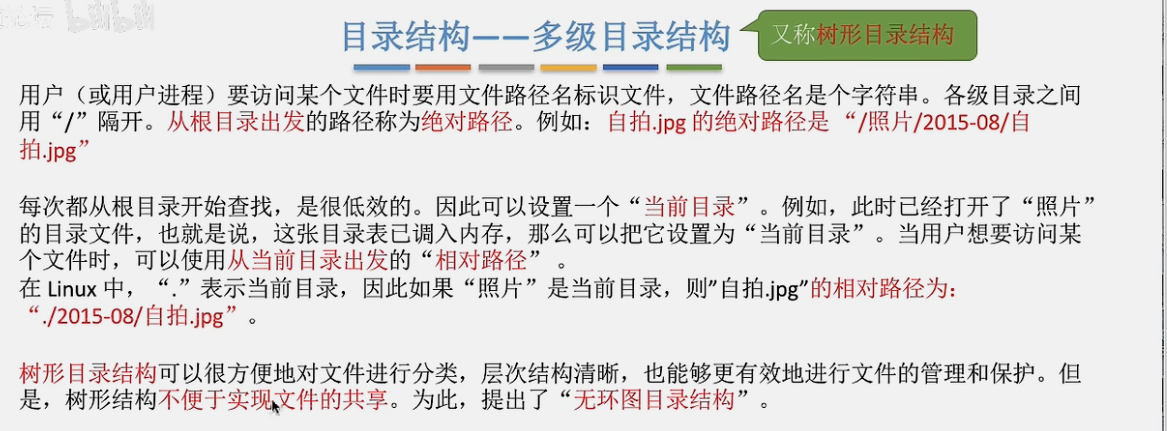 bilibili
目录结构——多级目录结构
又称树形目录结构
用户（或用户进程）要访问某个文件时要用文件路径名标识文件，文件路径名是个字符串。各级目录之间
用“/”隔开。从根目录出发的路径称为绝对路径。例如：自拍.jpg 的绝对路径是 “/照片/2015-08/自
拍.jpg”
每次都从根目录开始查找，是很低效的。因此可以设置一个“当前目录”。例如，此时已经打开了“照片”
的目录文件，也就是说，这张目录表已调入内存，那么可以把它设置为“当前目录”。当用户想要访问某
个文件时，可以使用从当前目录出发的“相对路径” 。
在 Linux 中，“.”表示当前目录，因此如果“照片”是当前目录，则”自拍.jpg”的相对路径为：
“./2015-08/自拍.jpg”。
树形目录结构可以很方便地对文件进行分类，层次结构清晰，也能够更有效地进行文件的管理和保护。但
是，树形结构不便于实现文件的共享。为此，提出了“无环图目录结构”。